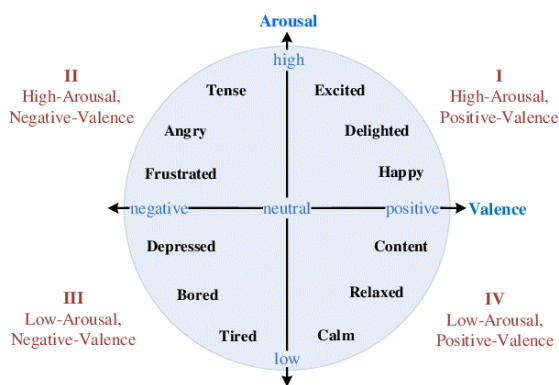 Arousal
high
II
High-Arousal,
Negative-Valence
I
High-Arousal,
Positive-Valence
Tense
Excited
Angry
Delighted
Frustrated
Happy
negative
neutral
positive
Valence
Depressed
Content
Bored
Relaxed
Tired
Calm
III
Low-Arousal,
Negative-Valence
IV
Low-Arousal,
Positive-Valence
low